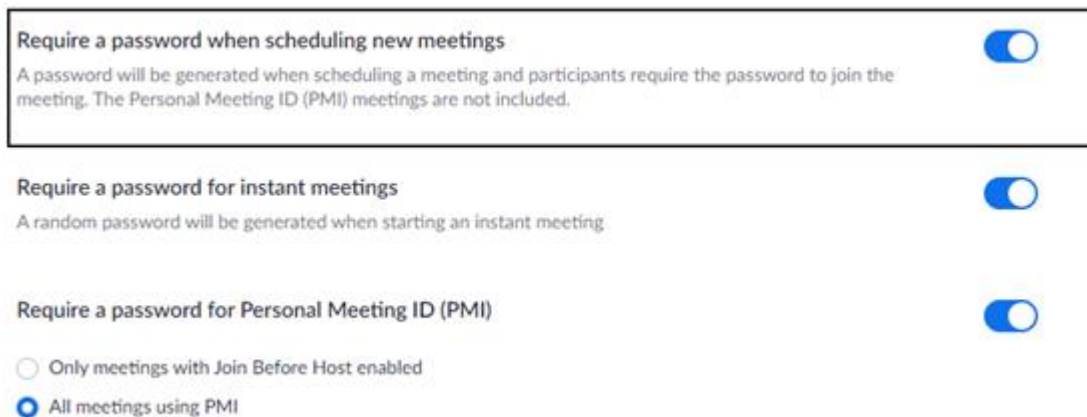 Require a password when scheduling new meetings
A password will be generated when scheduling a meeting and participants require the password to join the
meeting. The Personal Meeting ID (PMI) meetings are not included.
Require a password for instant meetings
A random password will be generated when starting an instant meeting
Require a password for Personal Meeting ID (PMI)
Only meetings with Join Before Host enabled
All meetings using PMI